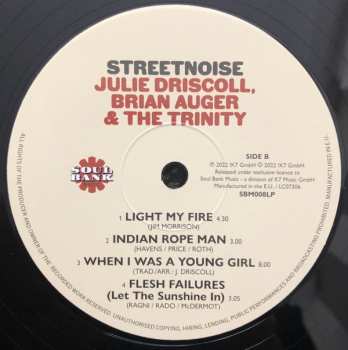 STREETNOISE
JULIE DRISCOLL,
BRIAN AUGER
& THE TRINITY
SIDE B
SOUL
BANK
℗ 2022 !K7 GmbH © 2022 !K7 GmbH
Released under exclusive licence to
Soul Bank Music - a division of K7 Music GmbH
Manufactured in the E.U. / LC07306
SBM008LP
1 LIGHT MY FIRE 4:30
(JIM MORRISON)
2 INDIAN ROPE MAN 3:00
(HAVENS / PRICE / ROTH)
3 WHEN I WAS A YOUNG GIRL 8:00
(TRAD / ARR : J. DRISCOLL)
4 FLESH FAILURES
(Let The Sunshine In) 3:05
(RAGNI / RADO / McDERMOT)
ALL RIGHTS OF THE PRODUCER AND OWNER OF THE RECORDED WORK RESERVED. UNAUTHORISED COPYING, HIRING, LENDING, PUBLIC PERFORMANCES AND BROADCASTING PROHIBITED. MANUFACTURED IN E.U.